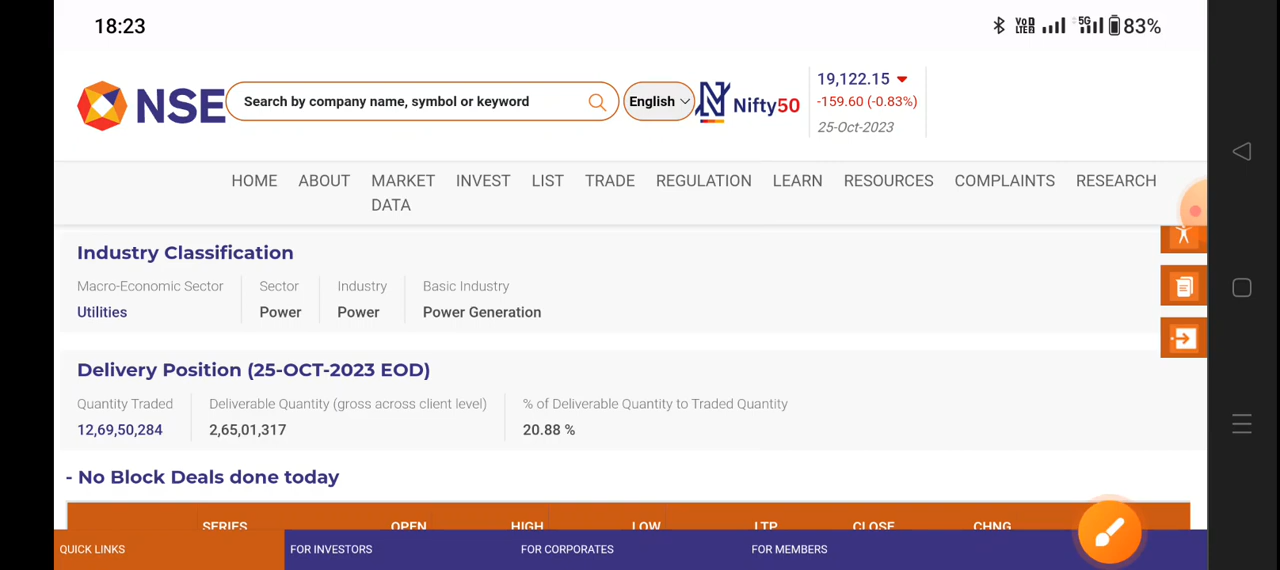 18:23
VoD LTED 5G 83%
NSE
Search by company name, symbol or keyword
English
Nifty50
19,122.15
-159.60 (-0.83%)
25-Oct-2023
HOME ABOUT MARKET DATA INVEST LIST TRADE REGULATION LEARN RESOURCES COMPLAINTS RESEARCH
Industry Classification
Macro-Economic Sector Sector Industry Basic Industry
Utilities Power Power Power Generation
Delivery Position (25-OCT-2023 EOD)
Quantity Traded Deliverable Quantity (gross across client level) % of Deliverable Quantity to Traded Quantity
12,69,50,284 2,65,01,317 20.88 %
- No Block Deals done today
SERIES OPEN HIGH LOW LTP CLOSE CHNG
QUICK LINKS FOR INVESTORS FOR CORPORATES FOR MEMBERS